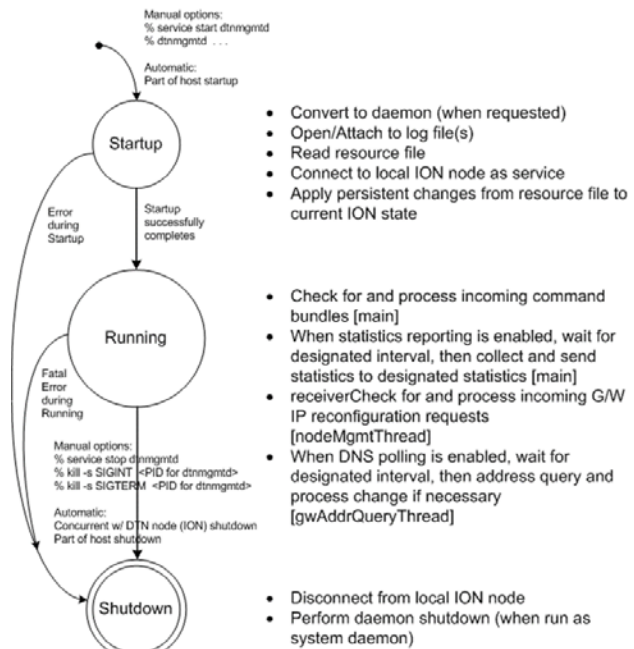 Manual options:
% service start dtnmgmtd
% dtnmgmtd . . .
Automatic:
Part of host startup
Startup
• Convert to daemon (when requested)
• Open/Attach to log file(s)
• Read resource file
• Connect to local ION node as service
• Apply persistent changes from resource file to
current ION state
Error
during
Startup
Startup
successfully
completes
Running
• Check for and process incoming command
bundles [main]
• When statistics reporting is enabled, wait for
designated interval, then collect and send
statistics to designated statistics [main]
• receiverCheck for and process incoming G/W
IP reconfiguration requests
[nodeMgmtThread]
• When DNS polling is enabled, wait for
designated interval, then address query and
process change if necessary
[gwAddrQueryThread]
Fatal
Error
during
Running
Manual options:
% service stop dtnmgmtd
% kill -s SIGINT <PID for dtnmgmtd>
% kill -s SIGTERM <PID for dtnmgmtd>
Automatic:
Concurrent w/ DTN node (ION) shutdown
Part of host shutdown
Shutdown
• Disconnect from local ION node
• Perform daemon shutdown (when run as
system daemon)